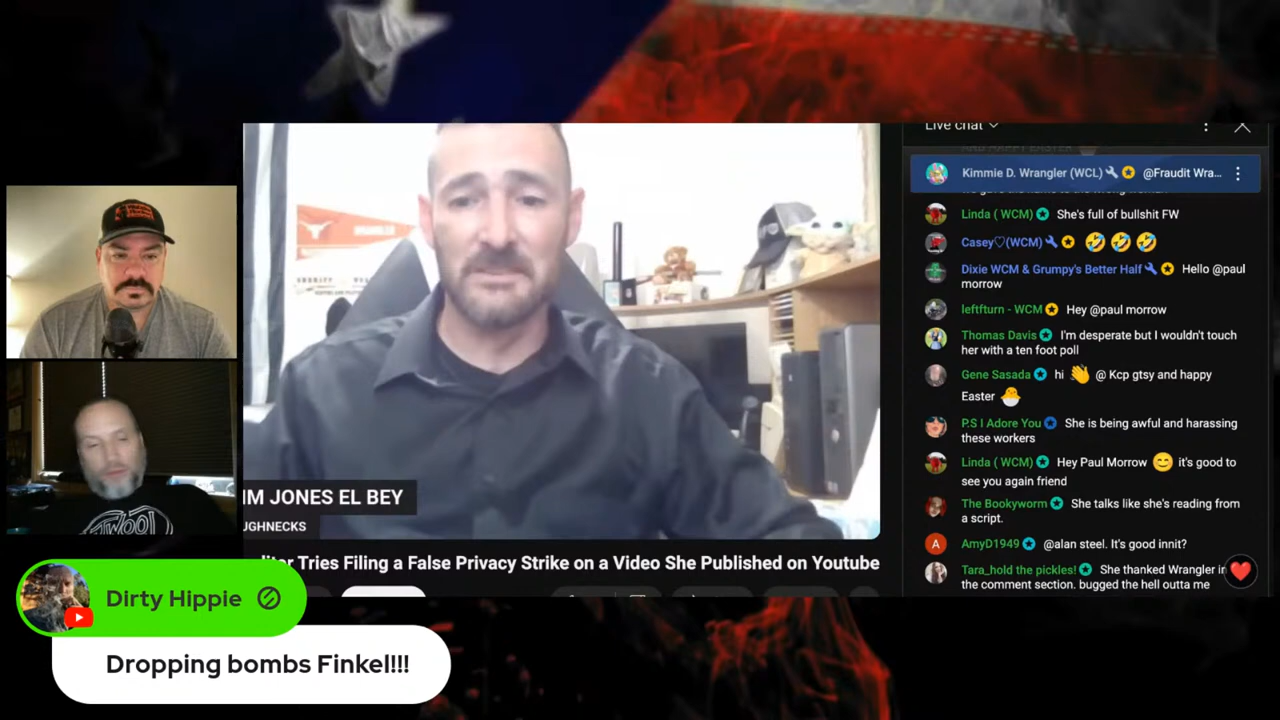 Live chat
Kimmie D. Wrangler (WCL) @Fraudit Wra...
Linda ( WCM) She's full of bullshit FW
Casey♡(WCM) 🤣 🤣 🤣
Dixie WCM & Grumpy's Better Half Hello @paul
morrow
leftfturn - WCM Hey @paul morrow
Thomas Davis I'm desperate but I wouldn't touch
her with a ten foot poll
Gene Sasada hi 👋 @ Kcp gtsy and happy
Easter 🐣
P.S I Adore You She is being awful and harassing
these workers
Linda ( WCM) Hey Paul Morrow 😊 it's good to
see you again friend
The Bookyworm She talks like she's reading from
a script.
AmyD1949 @alan steel. It's good innit?
Tara_hold the pickles! She thanked Wrangler in
the comment section. bugged the hell outta me
IM JONES EL BEY
UGHNECKS
Tries Filing a False Privacy Strike on a Video She Published on Youtube
Dirty Hippie
Dropping bombs Finkel!!!